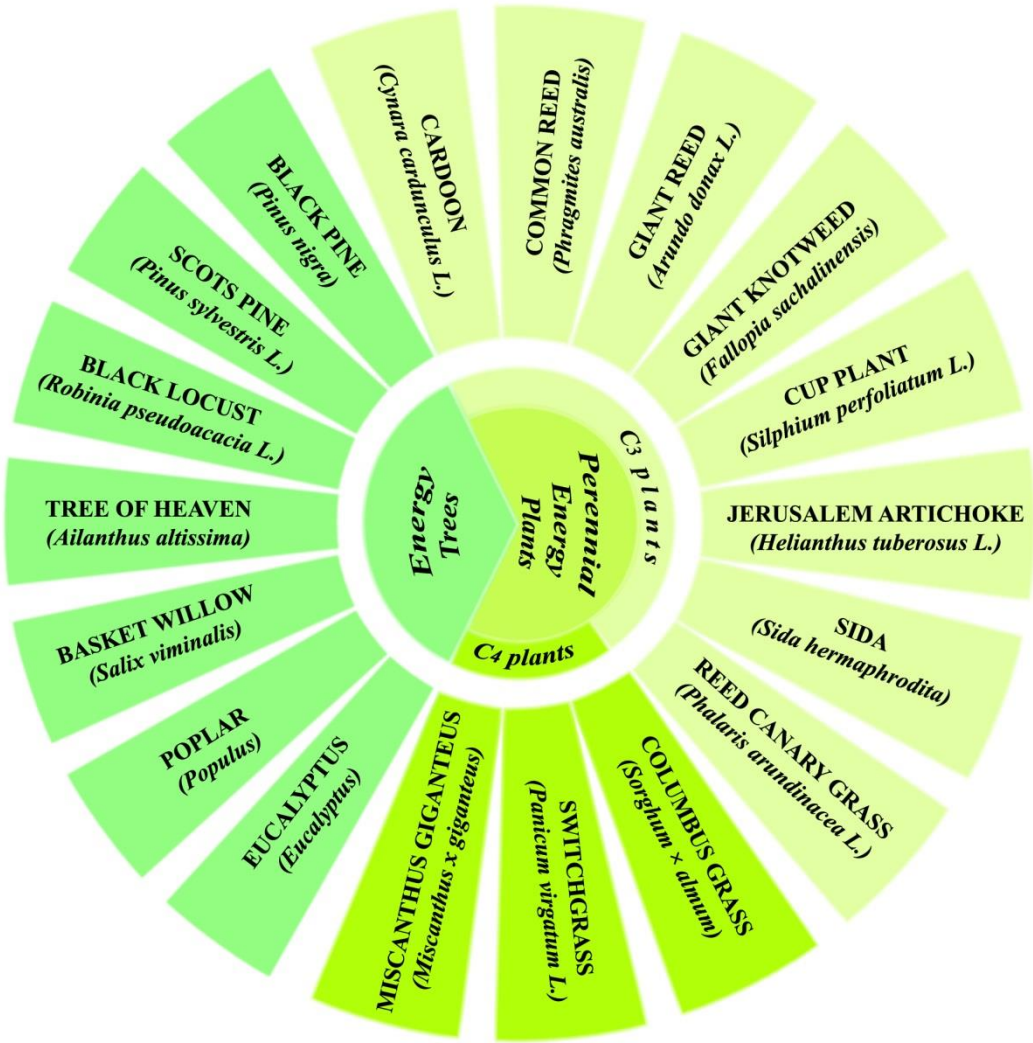 CARDOON
(Cynara cardunculus L.)
COMMON REED
(Phragmites australis)
GIANT REED
(Arundo donax L.)
GIANT KNOTWEED
(Fallopia sachalinensis)
CUP PLANT
(Silphium perfoliatum L.)
JERUSALEM ARTICHOKE
(Helianthus tuberosus L.)
SIDA
(Sida hermaphrodita)
REED CANARY GRASS
(Phalaris arundinacea L.)
COLUMBUS GRASS
(Sorghum × almum)
SWITCHGRASS
(Panicum virgatum L.)
MISCANTHUS GIGANTEUS
(Miscanthus x giganteus)
EUCALYPTUS
(Eucalyptus)
POPLAR
(Populus)
BASKET WILLOW
(Salix viminalis)
TREE OF HEAVEN
(Ailanthus altissima)
BLACK LOCUST
(Robinia pseudoacacia L.)
SCOTS PINE
(Pinus sylvestris L.)
BLACK PINE
(Pinus nigra)
Energy
Trees
Perennial
Energy
Plants
C3 plants
C4 plants